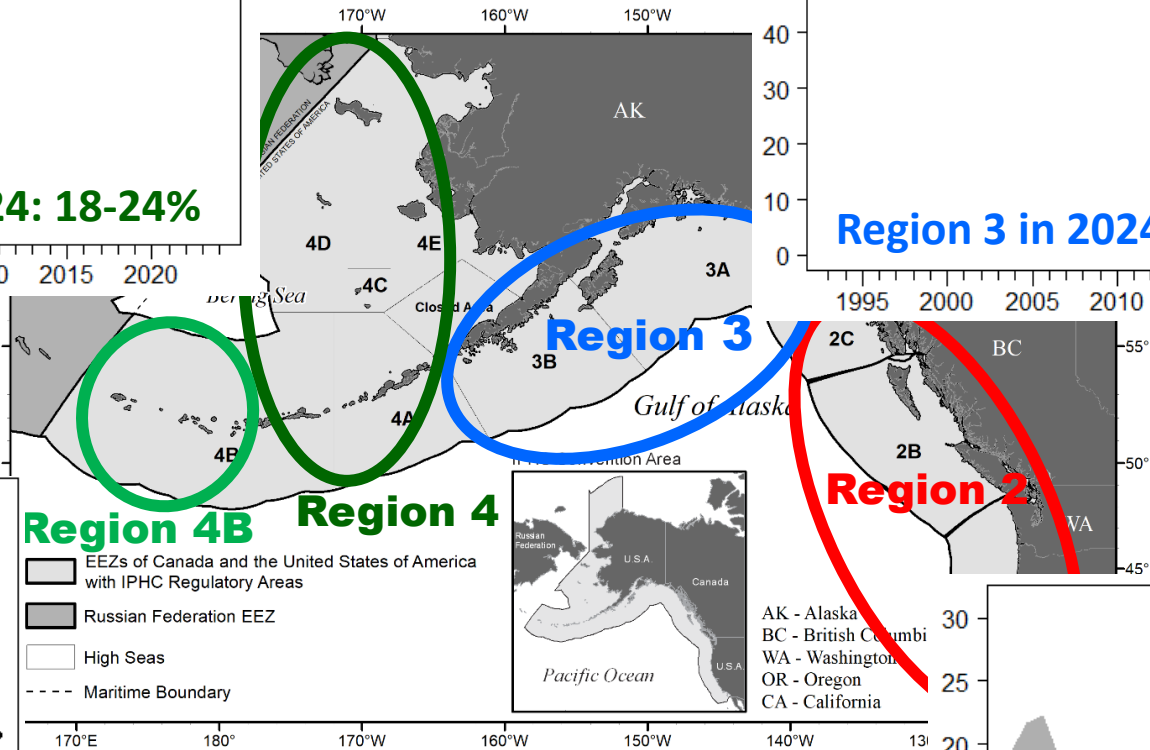 170°W 160°W 150°W
40
30
20
10
0
AK
24: 18-24%
2015 2020
4D
4E
4C
3A
3B
4A
4B
Region 3
Region 3 in 2024
1995 2000 2005 2010
2C
BC
55°
Gulf of Alaska
2B
50°
Convention Area
Region 2
WA
45°
Region 4B
Region 4
EEZs of Canada and the United States of America
with IPHC Regulatory Areas
Russian Federation EEZ
High Seas
Maritime Boundary
Russian
Federation
U.S.A.
Canada
U.S.A.
Pacific Ocean
AK - Alaska
BC - British Columbi
WA - Washington
OR - Oregon
CA - California
30
25
20
170°E 180° 170°W 160°W 150°W 140°W 130